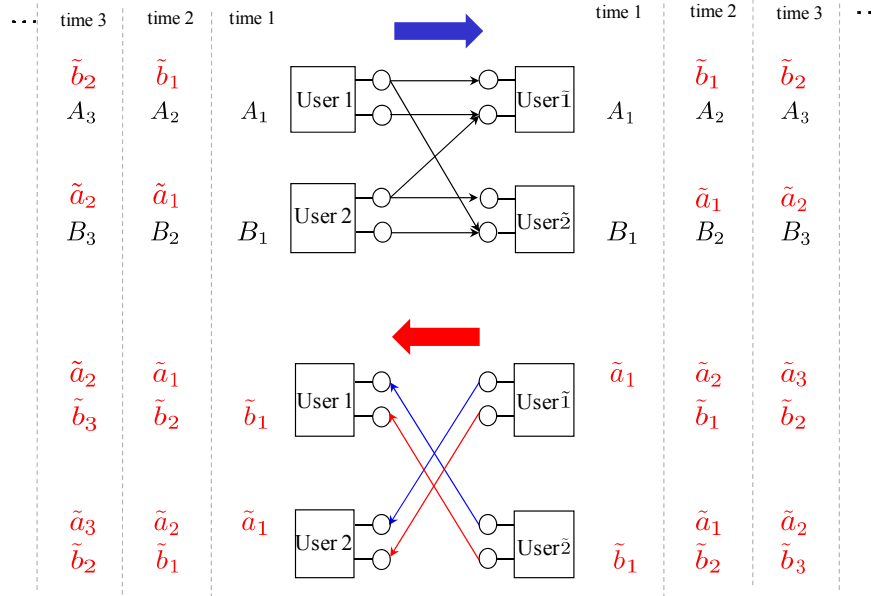 ... time 3 time 2 time 1 time 1 time 2 time 3 ...
b̃₂ b̃₁ User 1 User 1̃ b̃₁ b̃₂
A₃ A₂ A₁ A₁ A₂ A₃
ã₂ ã₁ User 2 User 2̃ ã₁ ã₂
B₃ B₂ B₁ B₁ B₂ B₃
ã₂ ã₁ User 1 User 1̃ ã₁ ã₂ ã₃
b̃₃ b̃₂ b̃₁ b̃₁ b̃₂
ã₃ ã₂ ã₁ User 2 User 2̃ ã₁ ã₂
b̃₂ b̃₁ b̃₁ b̃₂ b̃₃